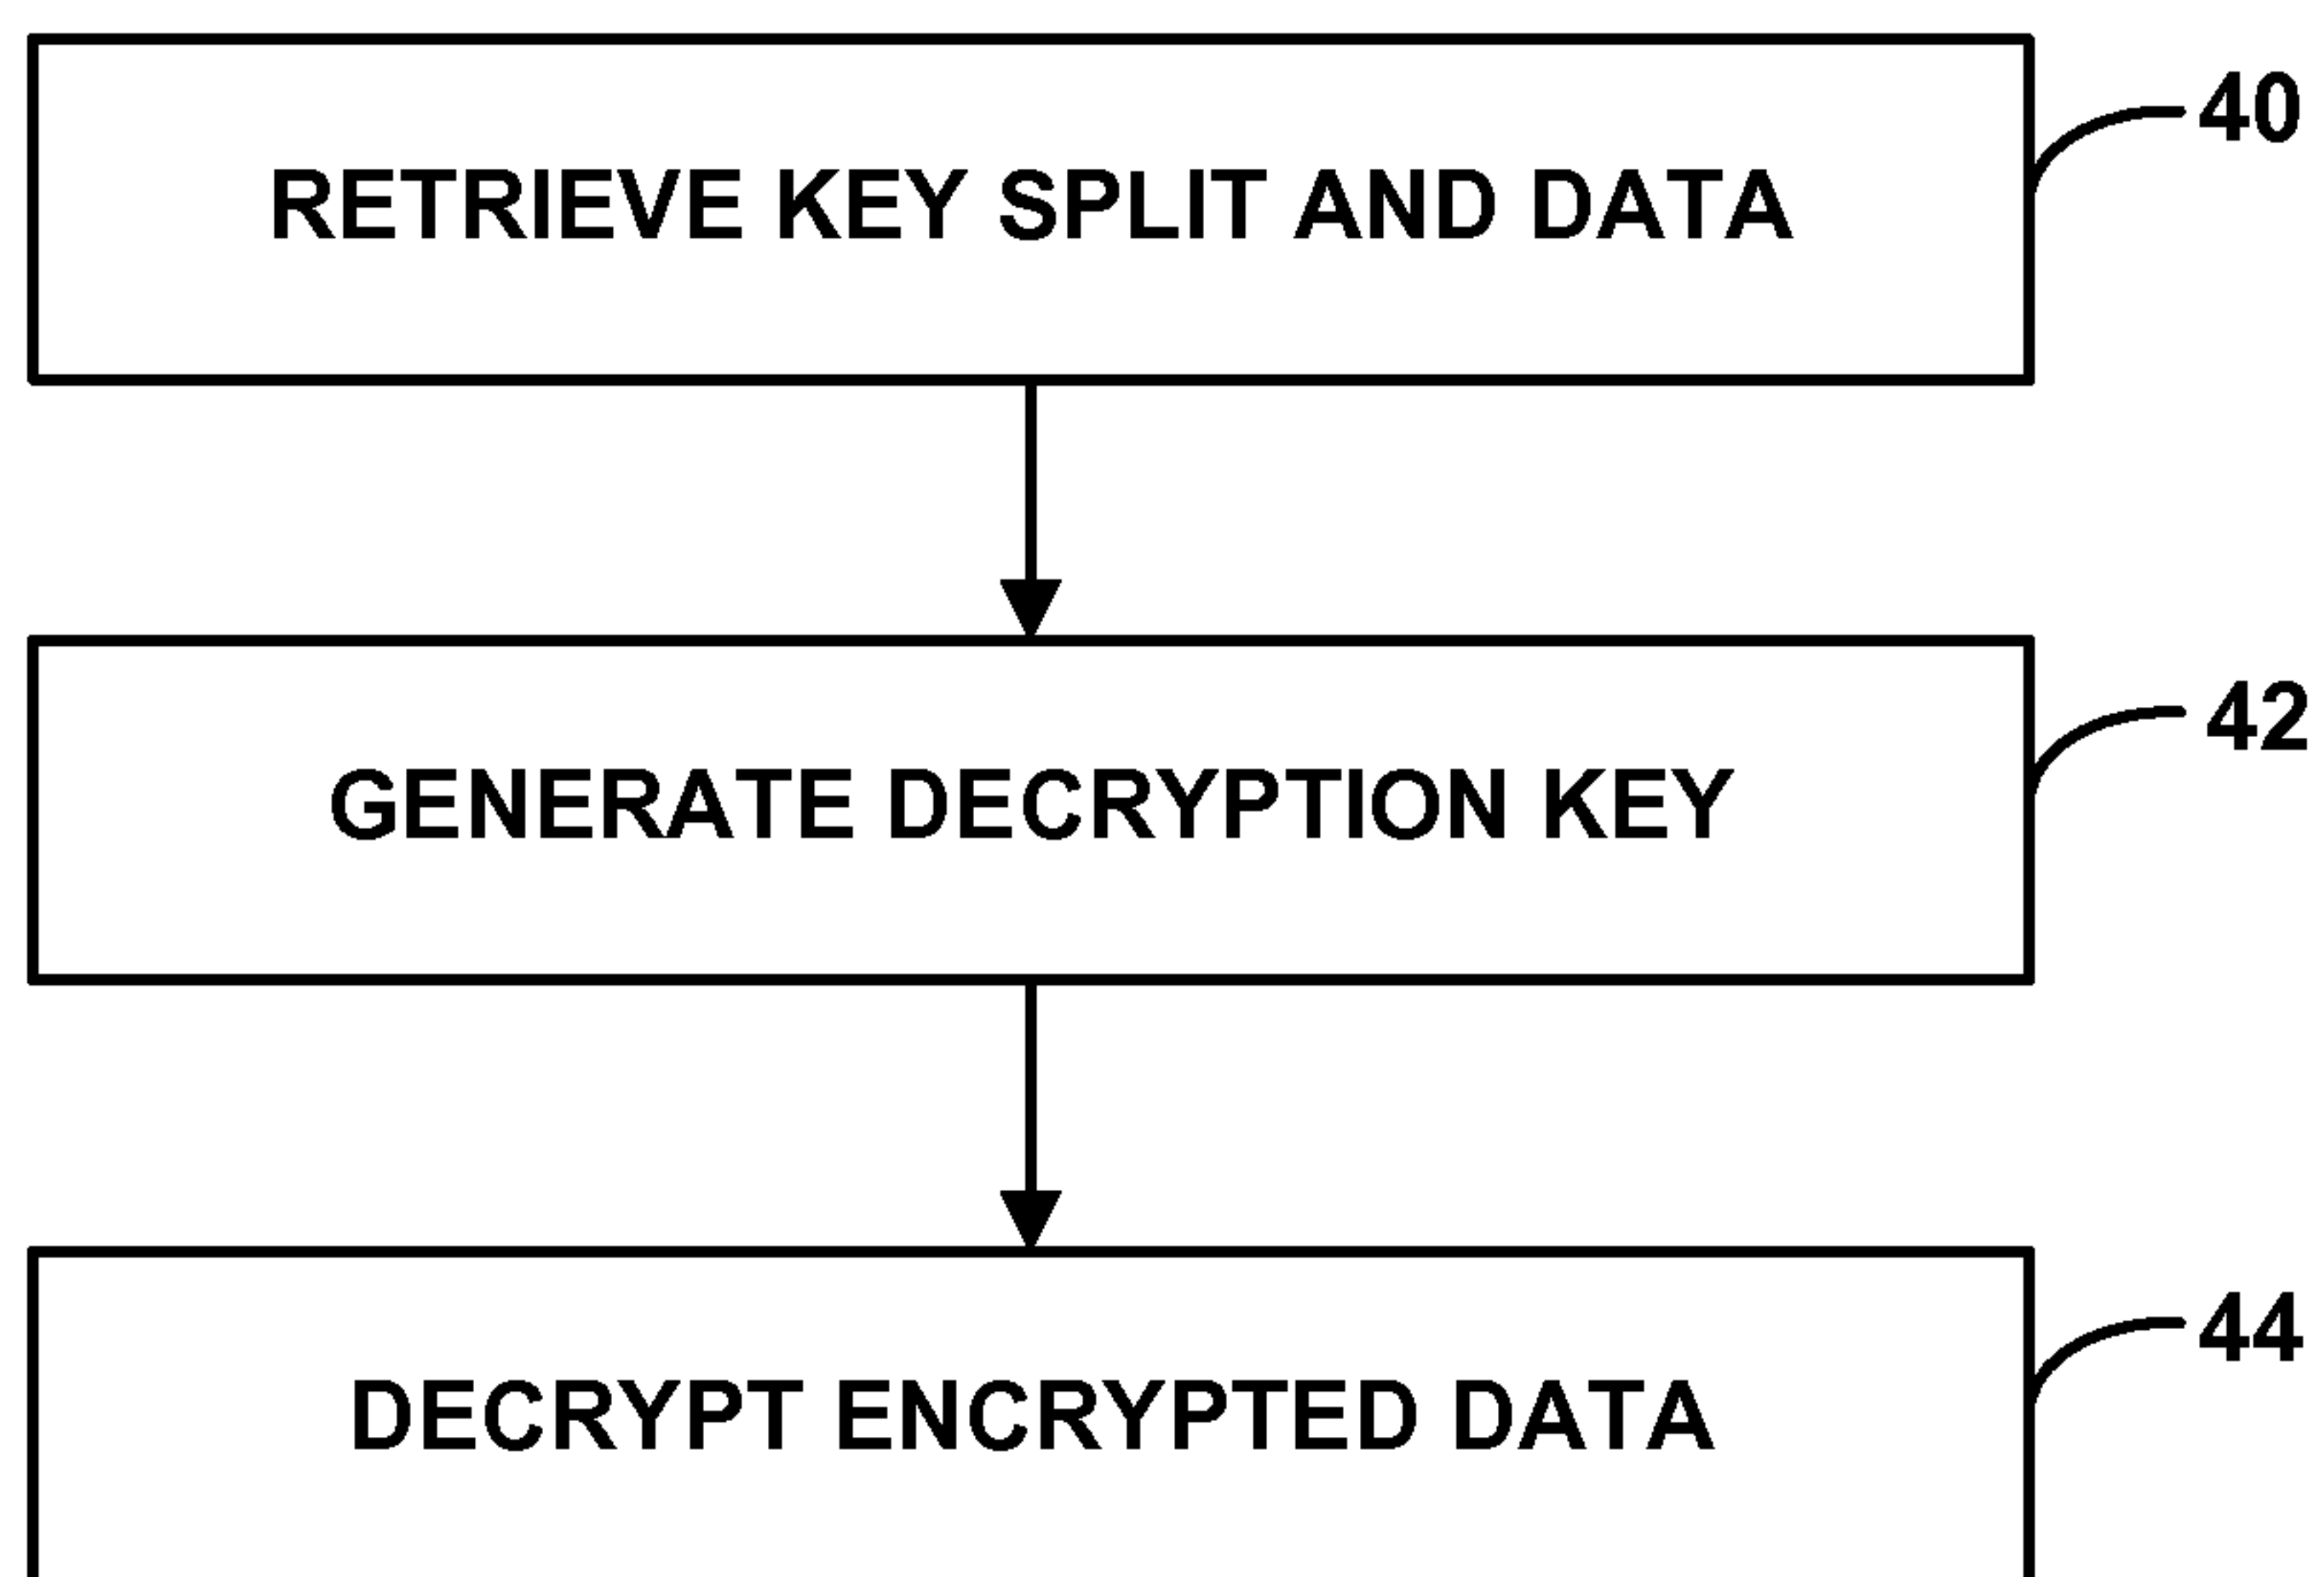 40
RETRIEVE KEY SPLIT AND DATA
42
GENERATE DECRYPTION KEY
44
DECRYPT ENCRYPTED DATA